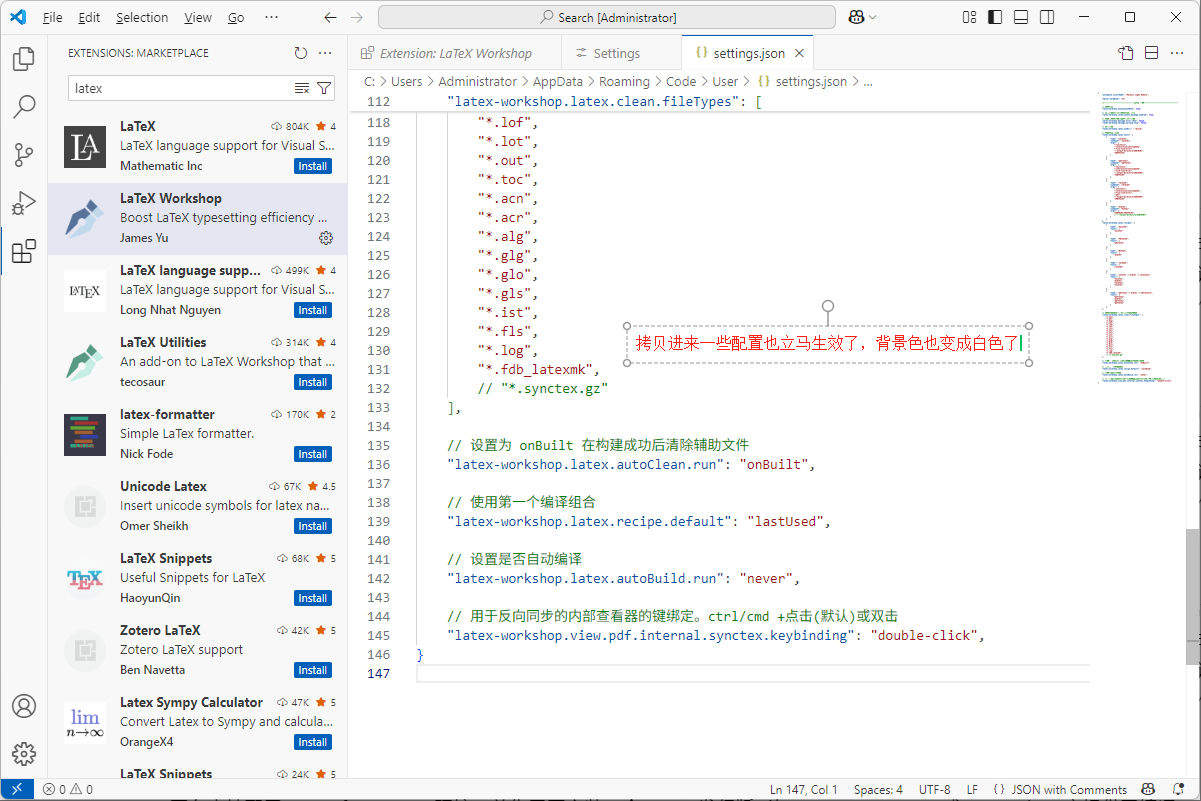 File Edit Selection View Go ··· Search [Administrator]
EXTENSIONS: MARKETPLACE
latex
LaTeX 804K 4
LaTeX language support for Visual S...
Mathematic Inc Install
LaTeX Workshop
Boost LaTeX typesetting efficiency ...
James Yu
LaTeX language supp... 499K 4
LaTeX language support for Visual S...
Long Nhat Nguyen Install
LaTeX Utilities 314K 4
An add-on to LaTeX Workshop that ...
tecosaur Install
latex-formatter 170K 2
Simple LaTex formatter.
Nick Fode Install
Unicode Latex 67K 4.5
Insert unicode symbols for latex na...
Omer Sheikh Install
LaTeX Snippets 68K 5
Useful Snippets for LaTeX
HaoyunQin Install
Zotero LaTeX 42K 5
Zotero LaTeX support
Ben Navetta Install
Latex Sympy Calculator 47K 5
Convert Latex to Sympy and calcula...
OrangeX4 Install
LaTeX Snippets 24K 5
LA
LATEX
TEX
lim
n→∞
Extension: LaTeX Workshop Settings {} settings.json
C: > Users > Administrator > AppData > Roaming > Code > User > {} settings.json > ...
112 "latex-workshop.latex.clean.fileTypes": [
118 "*.lof",
119 "*.lot",
120 "*.out",
121 "*.toc",
122 "*.acn",
123 "*.acr",
124 "*.alg",
125 "*.glg",
126 "*.glo",
127 "*.gls",
128 "*.ist",
129 "*.fls",
130 "*.log",
131 "*.fdb_latexmk",
132 // "*.synctex.gz"
133 ],
134
135 // 设置为 onBuilt 在构建成功后清除辅助文件
136 "latex-workshop.latex.autoClean.run": "onBuilt",
137
138 // 使用第一个编译组合
139 "latex-workshop.latex.recipe.default": "lastUsed",
140
141 // 设置是否自动编译
142 "latex-workshop.latex.autoBuild.run": "never",
143
144 // 用于反向同步的内部查看器的键绑定。ctrl/cmd +点击(默认)或双击
145 "latex-workshop.view.pdf.internal.synctex.keybinding": "double-click",
146 }
147
拷贝进来一些配置也立马生效了，背景色也变成白色了
0 0 Ln 147, Col 1 Spaces: 4 UTF-8 LF {} JSON with Comments